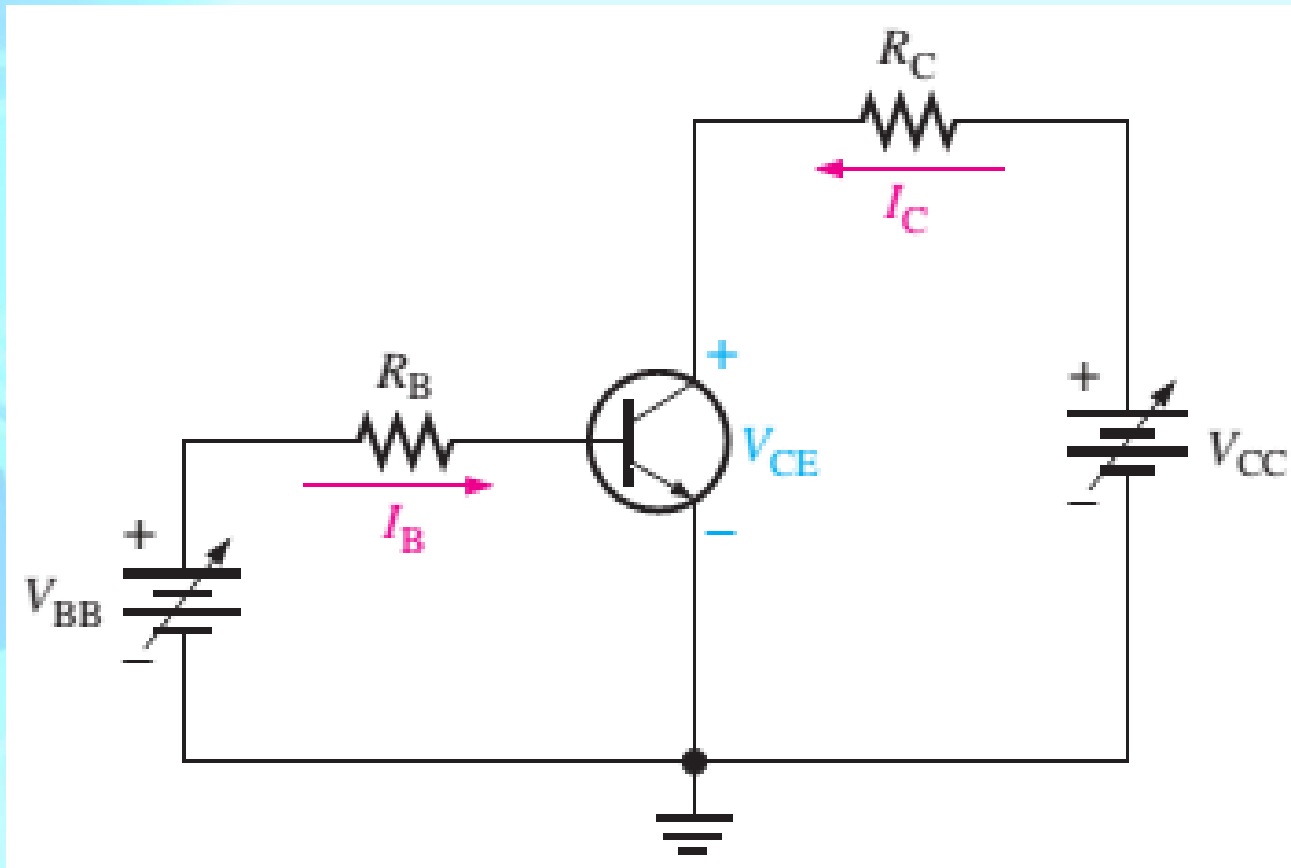 R_C
I_C
+
R_B
+
V_CE
V_CC
I_B
−
−
+
V_BB
−